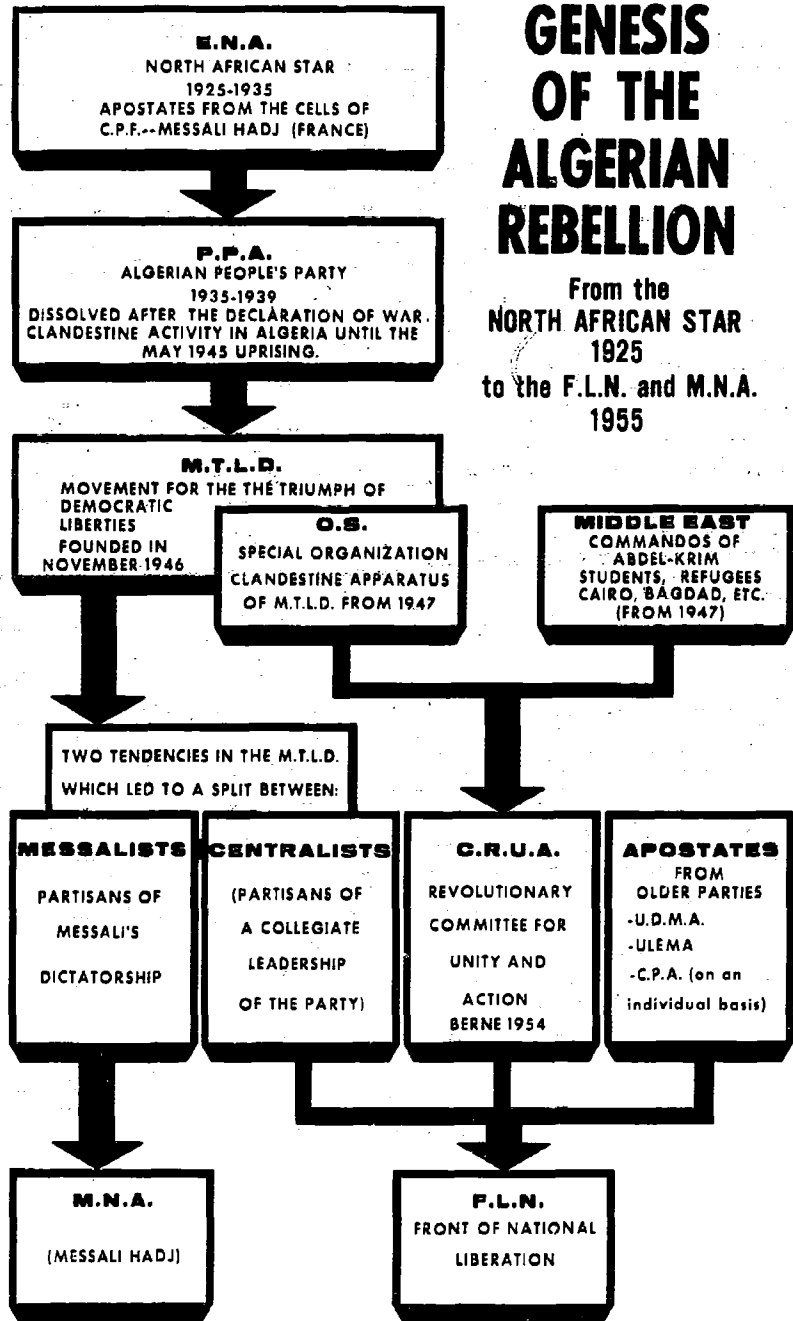 GENESIS
OF THE
ALGERIAN
REBELLION
From the
NORTH AFRICAN STAR
1925
to the F.L.N. and M.N.A.
1955
E.N.A.
NORTH AFRICAN STAR
1925-1935
APOSTATES FROM THE CELLS OF
C.P.F.--MESSALI HADJ (FRANCE)
P.P.A.
ALGERIAN PEOPLE'S PARTY
1935-1939
DISSOLVED AFTER THE DECLARATION OF WAR.
CLANDESTINE ACTIVITY IN ALGERIA UNTIL THE
MAY 1945 UPRISING.
M.T.L.D.
MOVEMENT FOR THE THE TRIUMPH OF
DEMOCRATIC
LIBERTIES
FOUNDED IN
NOVEMBER 1946
O.S.
SPECIAL ORGANIZATION
CLANDESTINE APPARATUS
OF M.T.L.D. FROM 1947
MIDDLE EAST
COMMANDOS OF
ABDEL-KRIM
STUDENTS, REFUGEES
CAIRO, BAGDAD, ETC.
(FROM 1947)
TWO TENDENCIES IN THE M.T.L.D.
WHICH LED TO A SPLIT BETWEEN:
MESSALISTS
PARTISANS OF
MESSALI'S
DICTATORSHIP
CENTRALISTS
(PARTISANS OF
A COLLEGIATE
LEADERSHIP
OF THE PARTY)
C.R.U.A.
REVOLUTIONARY
COMMITTEE FOR
UNITY AND
ACTION
BERNE 1954
APOSTATES
FROM
OLDER PARTIES
-U.D.M.A.
-ULEMA
-C.P.A. (on an
individual basis)
M.N.A.
(MESSALI HADJ)
F.L.N.
FRONT OF NATIONAL
LIBERATION